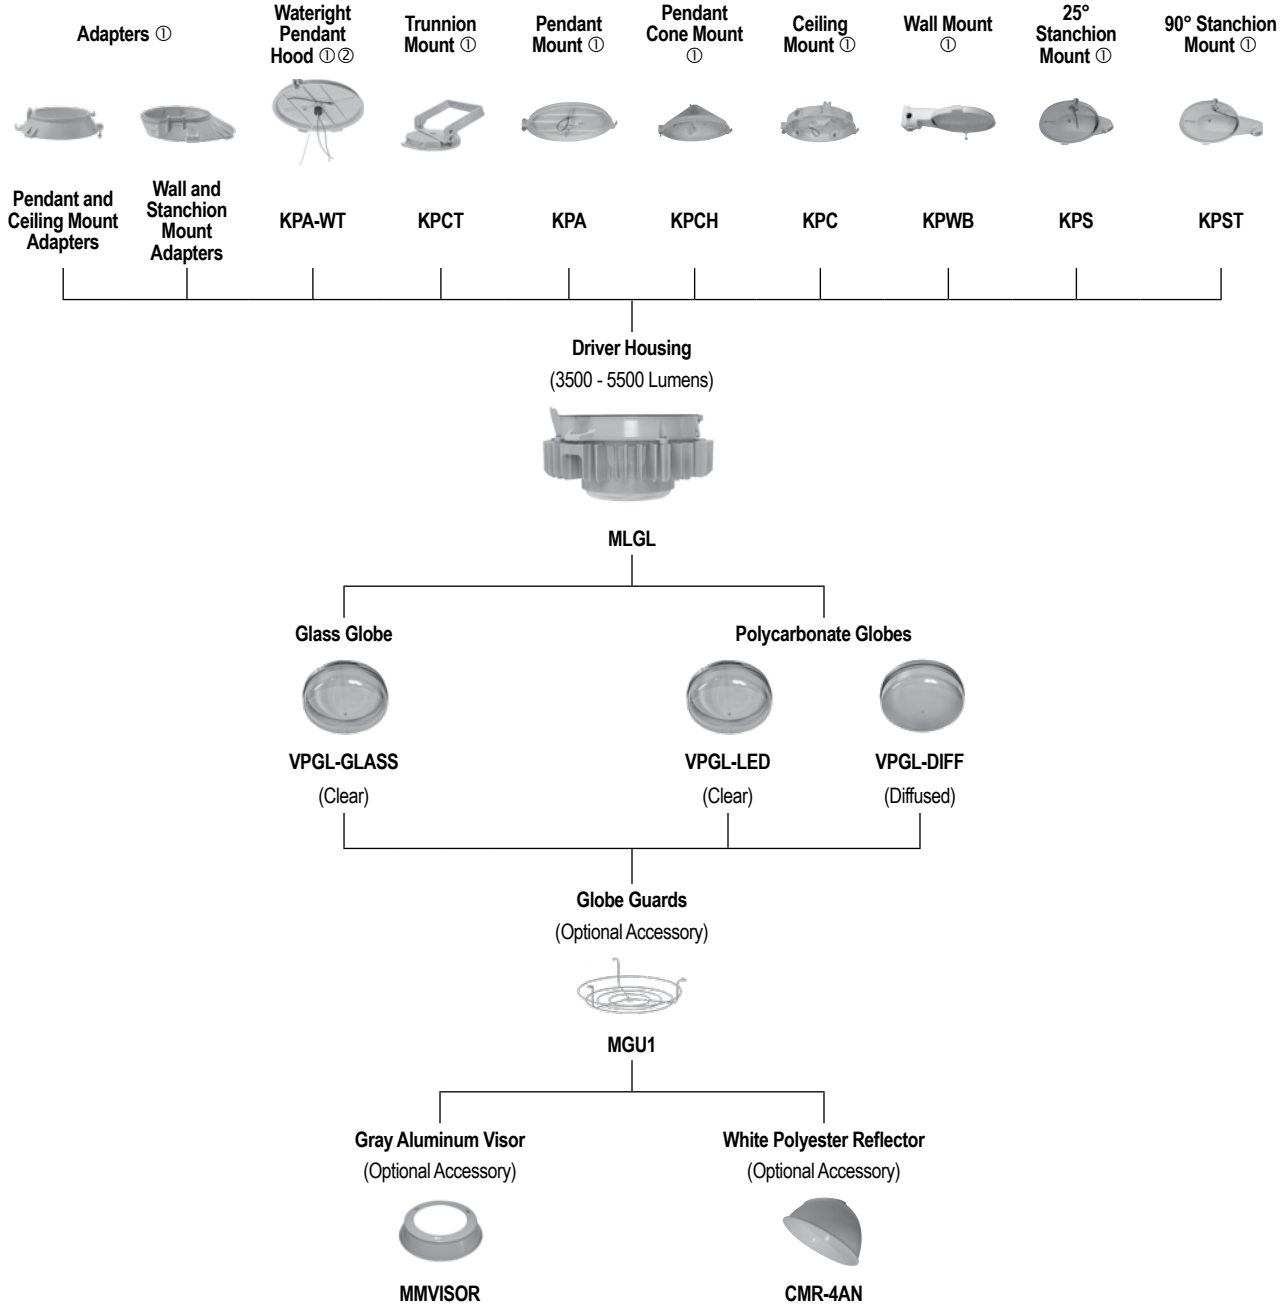 Adapters ①
Wateright
Pendant
Hood ①②
Trunnion
Mount ①
Pendant
Mount ①
Pendant
Cone Mount
①
Ceiling
Mount ①
Wall Mount
①
25°
Stanchion
Mount ①
90° Stanchion
Mount ①
Pendant and
Ceiling Mount
Adapters
Wall and
Stanchion
Mount
Adapters
KPA-WT
KPCT
KPA
KPCH
KPC
KPWB
KPS
KPST
Driver Housing
(3500 - 5500 Lumens)
MLGL
Glass Globe
Polycarbonate Globes
VPGL-GLASS
(Clear)
VPGL-LED
(Clear)
VPGL-DIFF
(Diffused)
Globe Guards
(Optional Accessory)
MGU1
Gray Aluminum Visor
(Optional Accessory)
White Polyester Reflector
(Optional Accessory)
MMVISOR
CMR-4AN